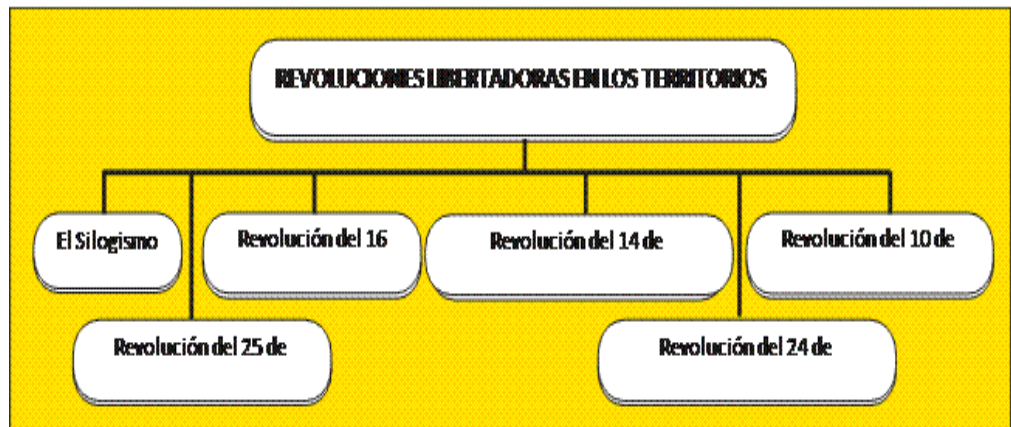 REVOLUCIONES LIBERTADORAS EN LOS TERRITORIOS
El Silogismo
Revolución del 16
Revolución del 14 de
Revolución del 10 de
Revolución del 25 de
Revolución del 24 de